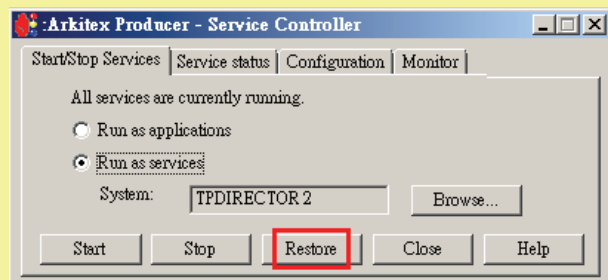 :Arkitex Producer - Service Controller
Start/Stop Services Service status Configuration Monitor
All services are currently running.
Run as applications
Run as services
System: TPDIRECTOR 2 Browse...
Start Stop Restore Close Help